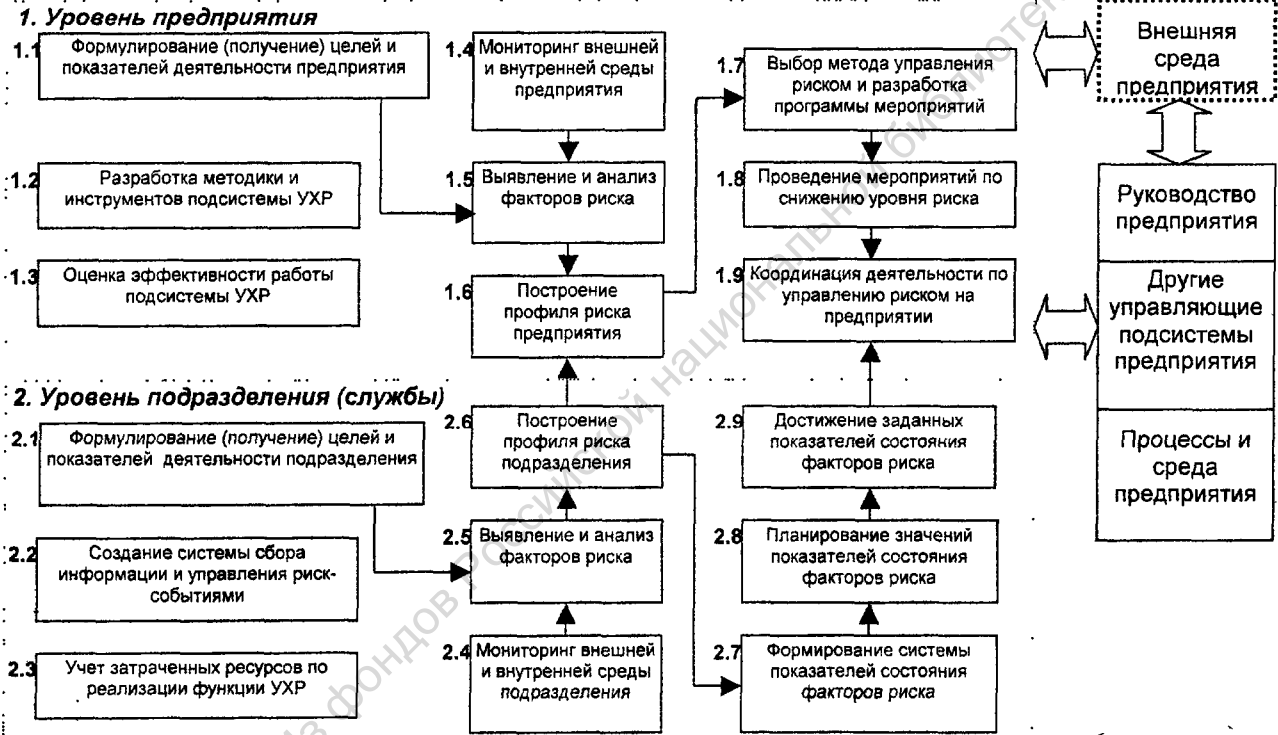 1. Уровень предприятия
1.1
Формулирование (получение) целей и
показателей деятельности предприятия
1.2
Разработка методики и
инструментов подсистемы УХР
1.3
Оценка эффективности работы
подсистемы УХР
1.4
Мониторинг внешней
и внутренней среды
предприятия
1.5
Выявление и анализ
факторов риска
1.6
Построение
профиля риска
предприятия
1.7
Выбор метода управления
риском и разработка
программы мероприятий
1.8
Проведение мероприятий по
снижению уровня риска
1.9
Координация деятельности по
управлению риском на
предприятии
Внешняя
среда
предприятия
Руководство
предприятия
Другие
управляющие
подсистемы
предприятия
Процессы и
среда
предприятия
2. Уровень подразделения (службы)
2.1
Формулирование (получение) целей и
показателей деятельности подразделения
2.2
Создание системы сбора
информации и управления риск-
событиями
2.3
Учет затраченных ресурсов по
реализации функции УХР
2.6
Построение
профиля риска
подразделения
2.5
Выявление и анализ
факторов риска
2.4
Мониторинг внешней
и внутренней среды
подразделения
2.9
Достижение заданных
показателей состояния
факторов риска
2.8
Планирование значений
показателей состояния
факторов риска
2.7
Формирование системы
показателей состояния
факторов риска
Из фондов Российской национальной библиотек